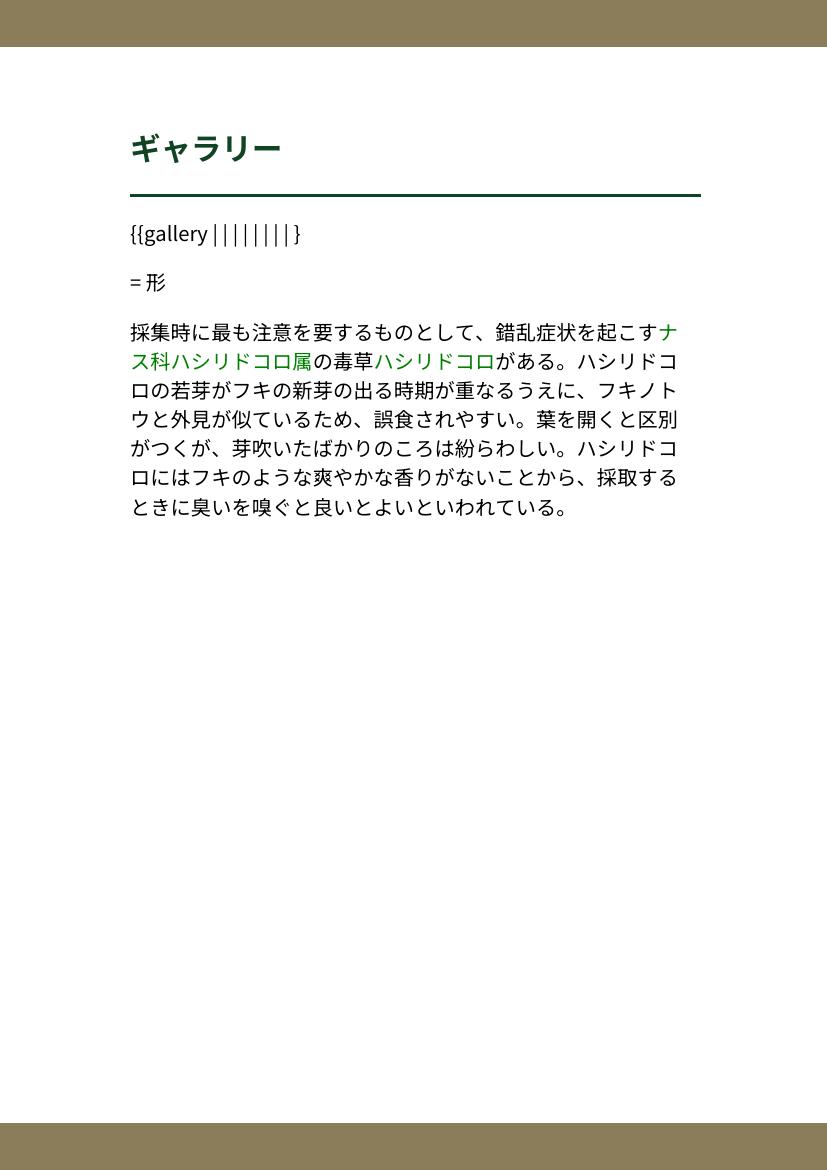 ギャラリー
{{gallery | | | | | | | | }
= 形
採集時に最も注意を要するものとして、錯乱症状を起こすナ
ス科ハシリドコロ属の毒草ハシリドコロがある。ハシリドコ
ロの若芽がフキの新芽の出る時期が重なるうえに、フキノト
ウと外見が似ているため、誤食されやすい。葉を開くと区別
がつくが、芽吹いたばかりのころは紛らわしい。ハシリドコ
ロにはフキのような爽やかな香りがないことから、採取する
ときに臭いを嗅ぐと良いとよいといわれている。